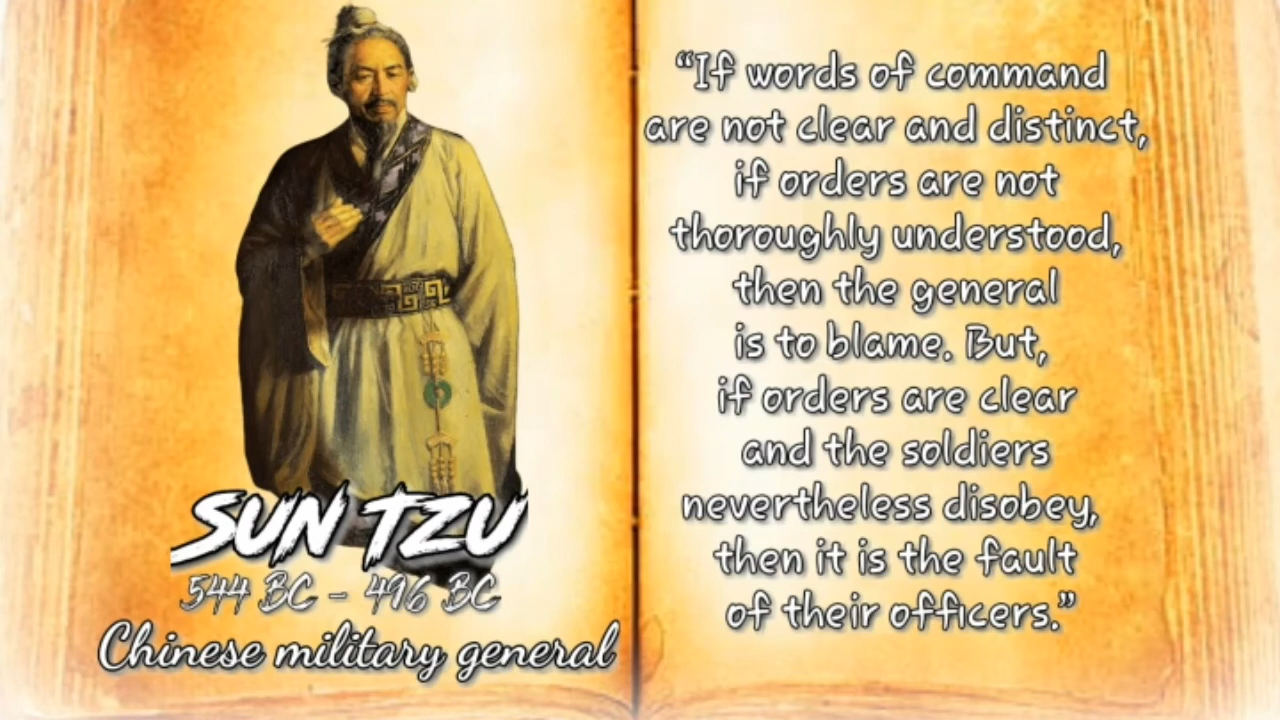 SUN TZU
544 BC - 496 BC
Chinese military general
“If words of command
are not clear and distinct,
if orders are not
thoroughly understood,
then the general
is to blame. But,
if orders are clear
and the soldiers
nevertheless disobey,
then it is the fault
of their officers.”